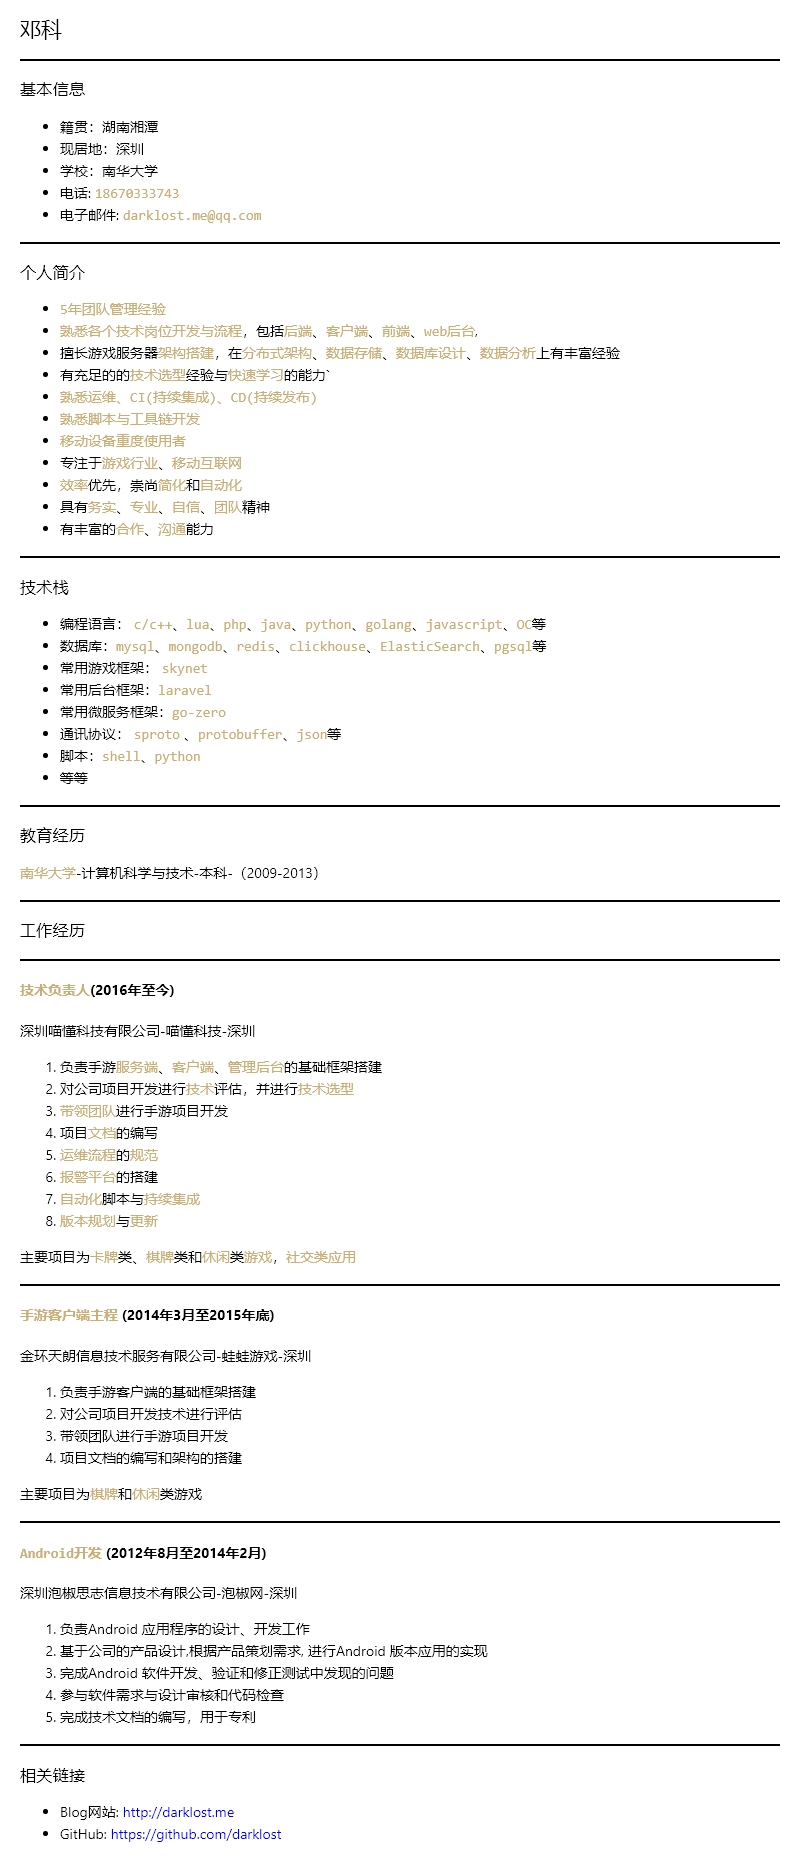 邓科
基本信息
籍贯：湖南湘潭
现居地：深圳
学校：南华大学
电话: 18670333743
电子邮件: darklost.me@qq.com
个人简介
5年团队管理经验
熟悉各个技术岗位开发与流程，包括后端、客户端、前端、web后台,
擅长游戏服务器架构搭建，在分布式架构、数据存储、数据库设计、数据分析上有丰富经验
有充足的的技术选型经验与快速学习的能力`
熟悉运维、CI(持续集成)、CD(持续发布)
熟悉脚本与工具链开发
移动设备重度使用者
专注于游戏行业、移动互联网
效率优先，崇尚简化和自动化
具有务实、专业、自信、团队精神
有丰富的合作、沟通能力
技术栈
编程语言： c/c++、lua、php、java、python、golang、javascript、OC等
数据库：mysql、mongodb、redis、clickhouse、ElasticSearch、pgsql等
常用游戏框架： skynet
常用后台框架：laravel
常用微服务框架：go-zero
通讯协议： sproto 、protobuffer、json等
脚本：shell、python
等等
教育经历
南华大学-计算机科学与技术-本科-（2009-2013）
工作经历
技术负责人(2016年至今)
深圳喵懂科技有限公司-喵懂科技-深圳
1. 负责手游服务端、客户端、管理后台的基础框架搭建
2. 对公司项目开发进行技术评估，并进行技术选型
3. 带领团队进行手游项目开发
4. 项目文档的编写
5. 运维流程的规范
6. 报警平台的搭建
7. 自动化脚本与持续集成
8. 版本规划与更新
主要项目为卡牌类、棋牌类和休闲类游戏，社交类应用
手游客户端主程 (2014年3月至2015年底)
金环天朗信息技术服务有限公司-蛙蛙游戏-深圳
1. 负责手游客户端的基础框架搭建
2. 对公司项目开发技术进行评估
3. 带领团队进行手游项目开发
4. 项目文档的编写和架构的搭建
主要项目为棋牌和休闲类游戏
Android开发 (2012年8月至2014年2月)
深圳泡椒思志信息技术有限公司-泡椒网-深圳
1. 负责Android 应用程序的设计、开发工作
2. 基于公司的产品设计,根据产品策划需求, 进行Android 版本应用的实现
3. 完成Android 软件开发、验证和修正测试中发现的问题
4. 参与软件需求与设计审核和代码检查
5. 完成技术文档的编写，用于专利
相关链接
Blog网站: http://darklost.me
GitHub: https://github.com/darklost